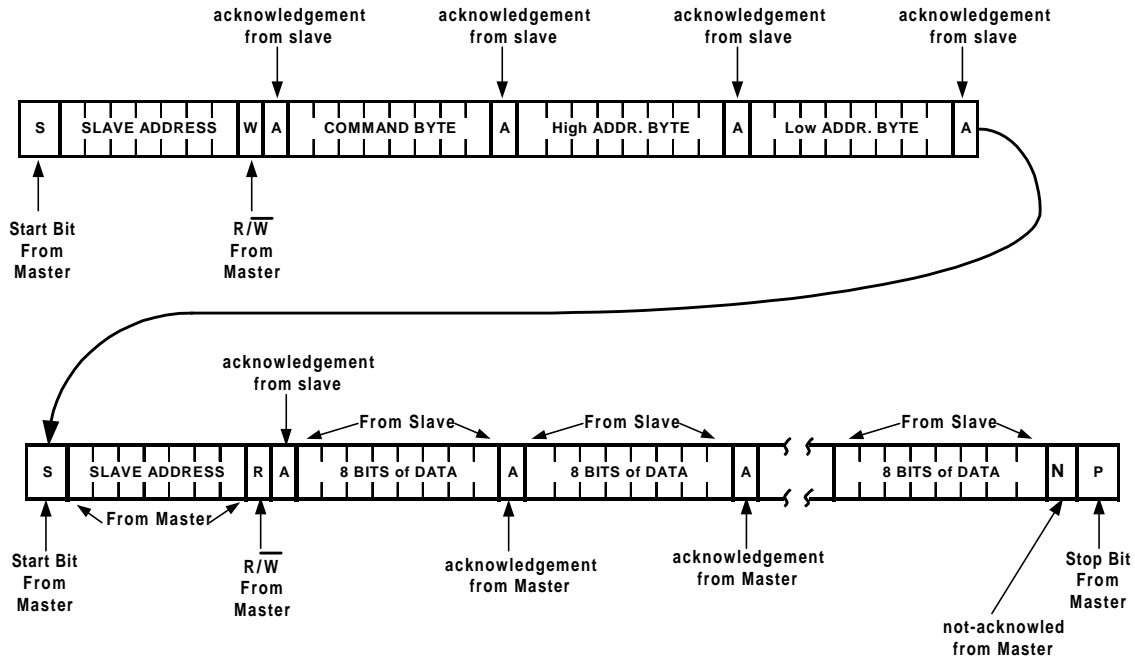 acknowledgement
from slave
acknowledgement
from slave
acknowledgement
from slave
acknowledgement
from slave
S SLAVE ADDRESS W A COMMAND BYTE A High ADDR. BYTE A Low ADDR. BYTE A
Start Bit
From
Master
R/W
From
Master
acknowledgement
from slave
From Slave
From Slave
From Slave
S SLAVE ADDRESS R A 8 BITS of DATA A 8 BITS of DATA A 8 BITS of DATA N P
From Master
Start Bit
From
Master
R/W
From
Master
acknowledgement
from Master
acknowledgement
from Master
not-acknowled
from Master
Stop Bit
From
Master